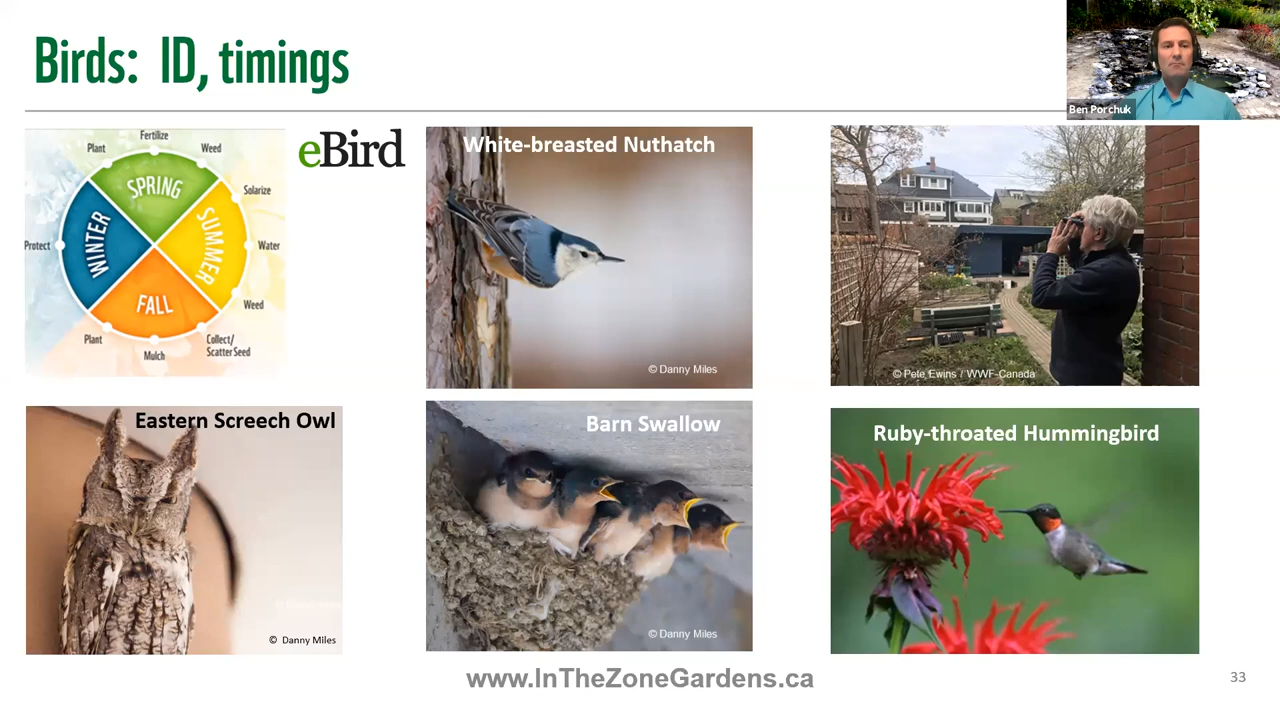 Birds: ID, timings
Ben Porchuk
Fertilize
Plant
Weed
Solarize
Water
Weed
Collect/
Scatter Seed
Mulch
Plant
Protect
SPRING
SUMMER
FALL
WINTER
eBird
White-breasted Nuthatch
© Danny Miles
© Pete Ewins / WWF-Canada
Eastern Screech Owl
© Danny Miles
Barn Swallow
© Danny Miles
Ruby-throated Hummingbird
www.InTheZoneGardens.ca
33